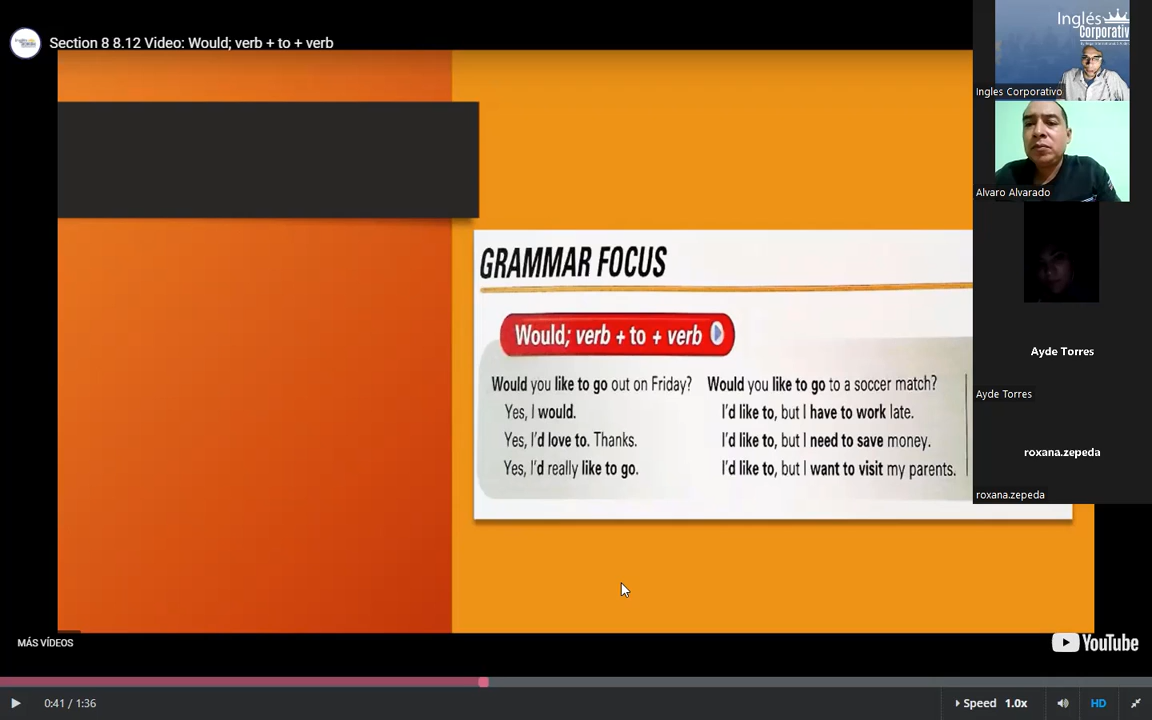 Section 8 8.12 Video: Would; verb + to + verb
GRAMMAR FOCUS
Would; verb + to + verb
Would you like to go out on Friday?
Yes, I would.
Yes, I'd love to. Thanks.
Yes, I'd really like to go.
Would you like to go to a soccer match?
I'd like to, but I have to work late.
I'd like to, but I need to save money.
I'd like to, but I want to visit my parents.
Inglés
Corporativ
Ingles Corporativo
Alvaro Alvarado
Ayde Torres
Ayde Torres
roxana.zepeda
roxana.zepeda
MÁS VÍDEOS
YouTube
0:41 / 1:36
Speed 1.0x
HD